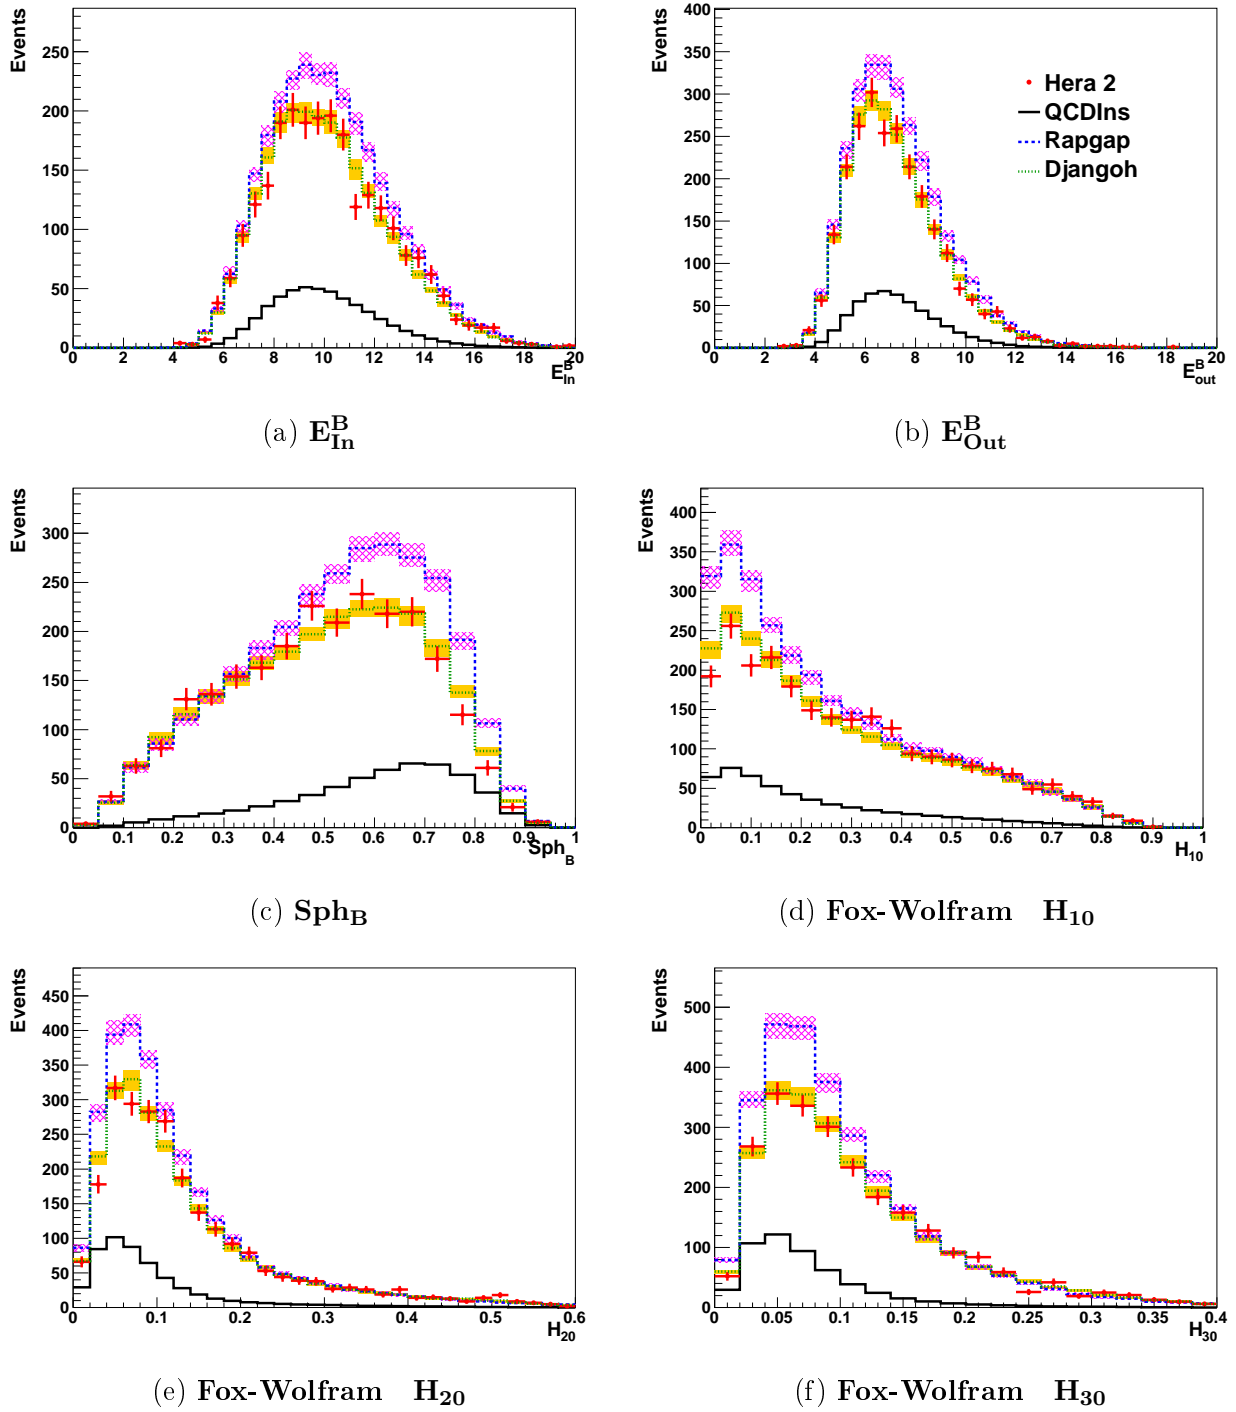 Events
250
200
150
100
50
0
0 2 4 6 8 10 12 14 16 18 20
E^B_In
(a) E^B_In
Events
400
350
300
250
200
150
100
50
0
0 2 4 6 8 10 12 14 16 18 20
E^B_out
Hera 2
QCDIns
Rapgap
Djangoh
(b) E^B_Out
Events
300
250
200
150
100
50
0
0 0.1 0.2 0.3 0.4 0.5 0.6 0.7 0.8 0.9 1
Sph_B
(c) Sph_B
Events
400
350
300
250
200
150
100
50
0
0 0.1 0.2 0.3 0.4 0.5 0.6 0.7 0.8 0.9 1
H_10
(d) Fox-Wolfram H_10
Events
450
400
350
300
250
200
150
100
50
0
0 0.1 0.2 0.3 0.4 0.5 0.6
H_20
(e) Fox-Wolfram H_20
Events
500
400
300
200
100
0
0 0.05 0.1 0.15 0.2 0.25 0.3 0.35 0.4
H_30
(f) Fox-Wolfram H_30